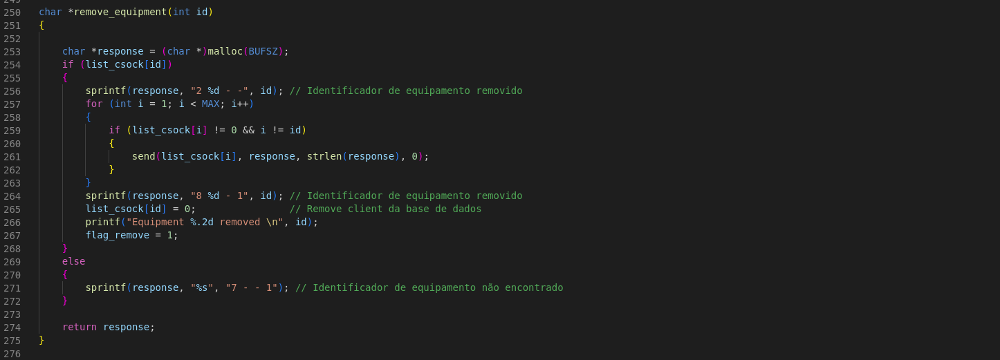 249
250 char *remove_equipment(int id)
251 {
252
253     char *response = (char *)malloc(BUFSZ);
254     if (list_csock[id])
255     {
256         sprintf(response, "2 %d - -", id); // Identificador de equipamento removido
257         for (int i = 1; i < MAX; i++)
258         {
259             if (list_csock[i] != 0 && i != id)
260             {
261                 send(list_csock[i], response, strlen(response), 0);
262             }
263         }
264         sprintf(response, "8 %d - 1", id); // Identificador de equipamento removido
265         list_csock[id] = 0;                // Remove client da base de dados
266         printf("Equipment %.2d removed \n", id);
267         flag_remove = 1;
268     }
269     else
270     {
271         sprintf(response, "%s", "7 - - 1"); // Identificador de equipamento não encontrado
272     }
273
274     return response;
275 }
276